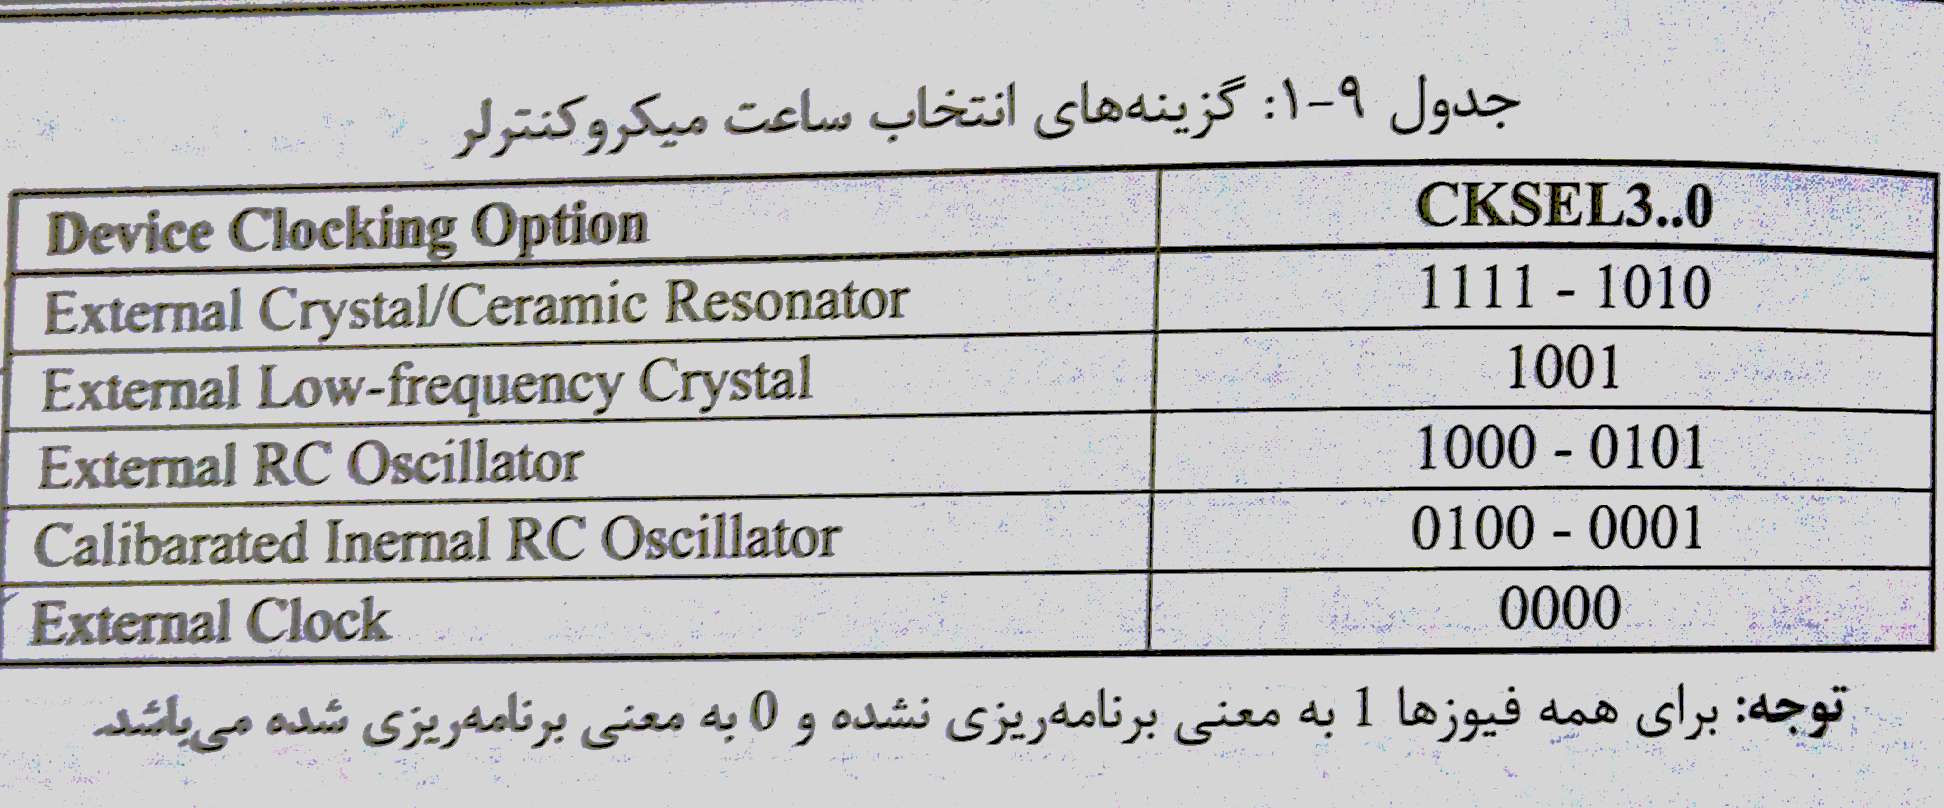 جدول ۹-۱: گزینه‌های انتخاب ساعت میکروکنترلر
Device Clocking Option CKSEL3..0
External Crystal/Ceramic Resonator 1111 - 1010
External Low-frequency Crystal 1001
External RC Oscillator 1000 - 0101
Calibarated Inernal RC Oscillator 0100 - 0001
External Clock 0000
توجه: برای همه فیوزها 1 به معنی برنامه‌ریزی نشده و 0 به معنی برنامه‌ریزی شده می‌باشد.